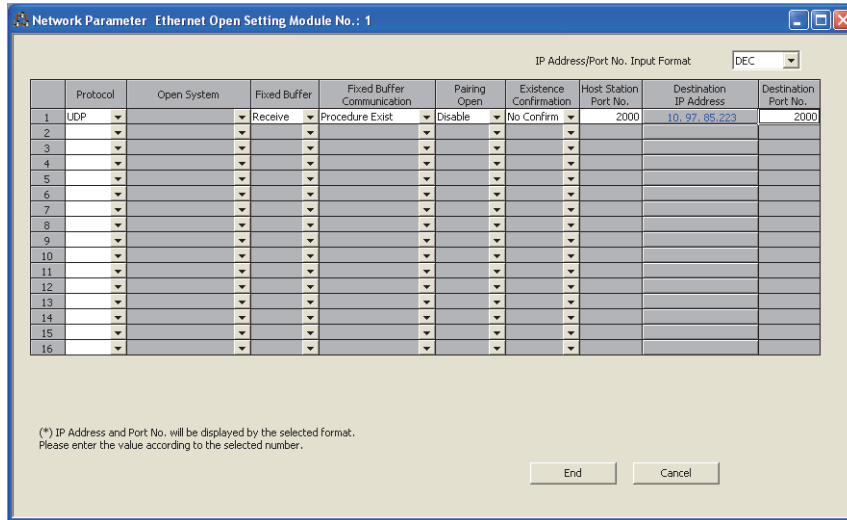 Network Parameter Ethernet Open Setting Module No.: 1
IP Address/Port No. Input Format DEC
Protocol Open System Fixed Buffer Fixed Buffer Communication Pairing Open Existence Confirmation Host Station Port No. Destination IP Address Destination Port No.
1 UDP Receive Procedure Exist Disable No Confirm 2000 10. 97. 85.223 2000
2
3
4
5
6
7
8
9
10
11
12
13
14
15
16
(*) IP Address and Port No. will be displayed by the selected format.
Please enter the value according to the selected number.
End Cancel